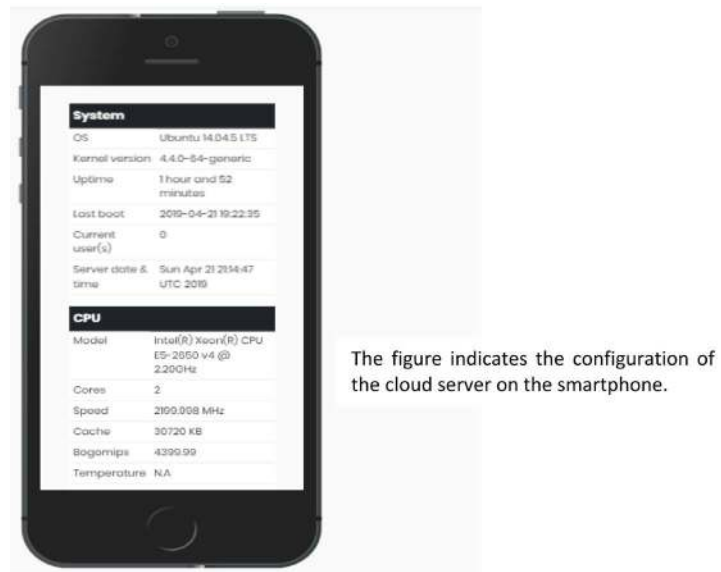 System
OS Ubuntu 14.04.5 LTS
Kernel version 4.4.0-64-generic
Uptime 1 hour and 52
minutes
Last boot 2019-04-21 19:22:35
Current 0
user(s)
Server date & Sun Apr 21 21:14:47
time UTC 2019
CPU
Model Intel(R) Xeon(R) CPU
E5-2650 v4 @
2.20GHz
Cores 2
Speed 2199.998 MHz
Cache 30720 KB
Bogomips 4399.99
Temperature N.A
The figure indicates the configuration of
the cloud server on the smartphone.